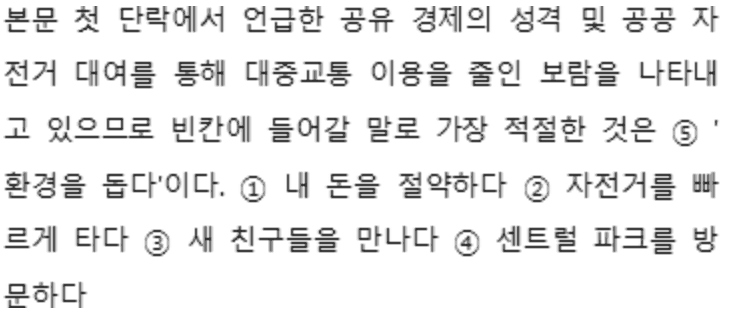 본문 첫 단락에서 언급한 공유 경제의 성격 및 공공 자
전거 대여를 통해 대중교통 이용을 줄인 보람을 나타내
고 있으므로 빈칸에 들어갈 말로 가장 적절한 것은 ⑤ '
환경을 돕다'이다. ① 내 돈을 절약하다 ② 자전거를 빠
르게 타다 ③ 새 친구들을 만나다 ④ 센트럴 파크를 방
문하다